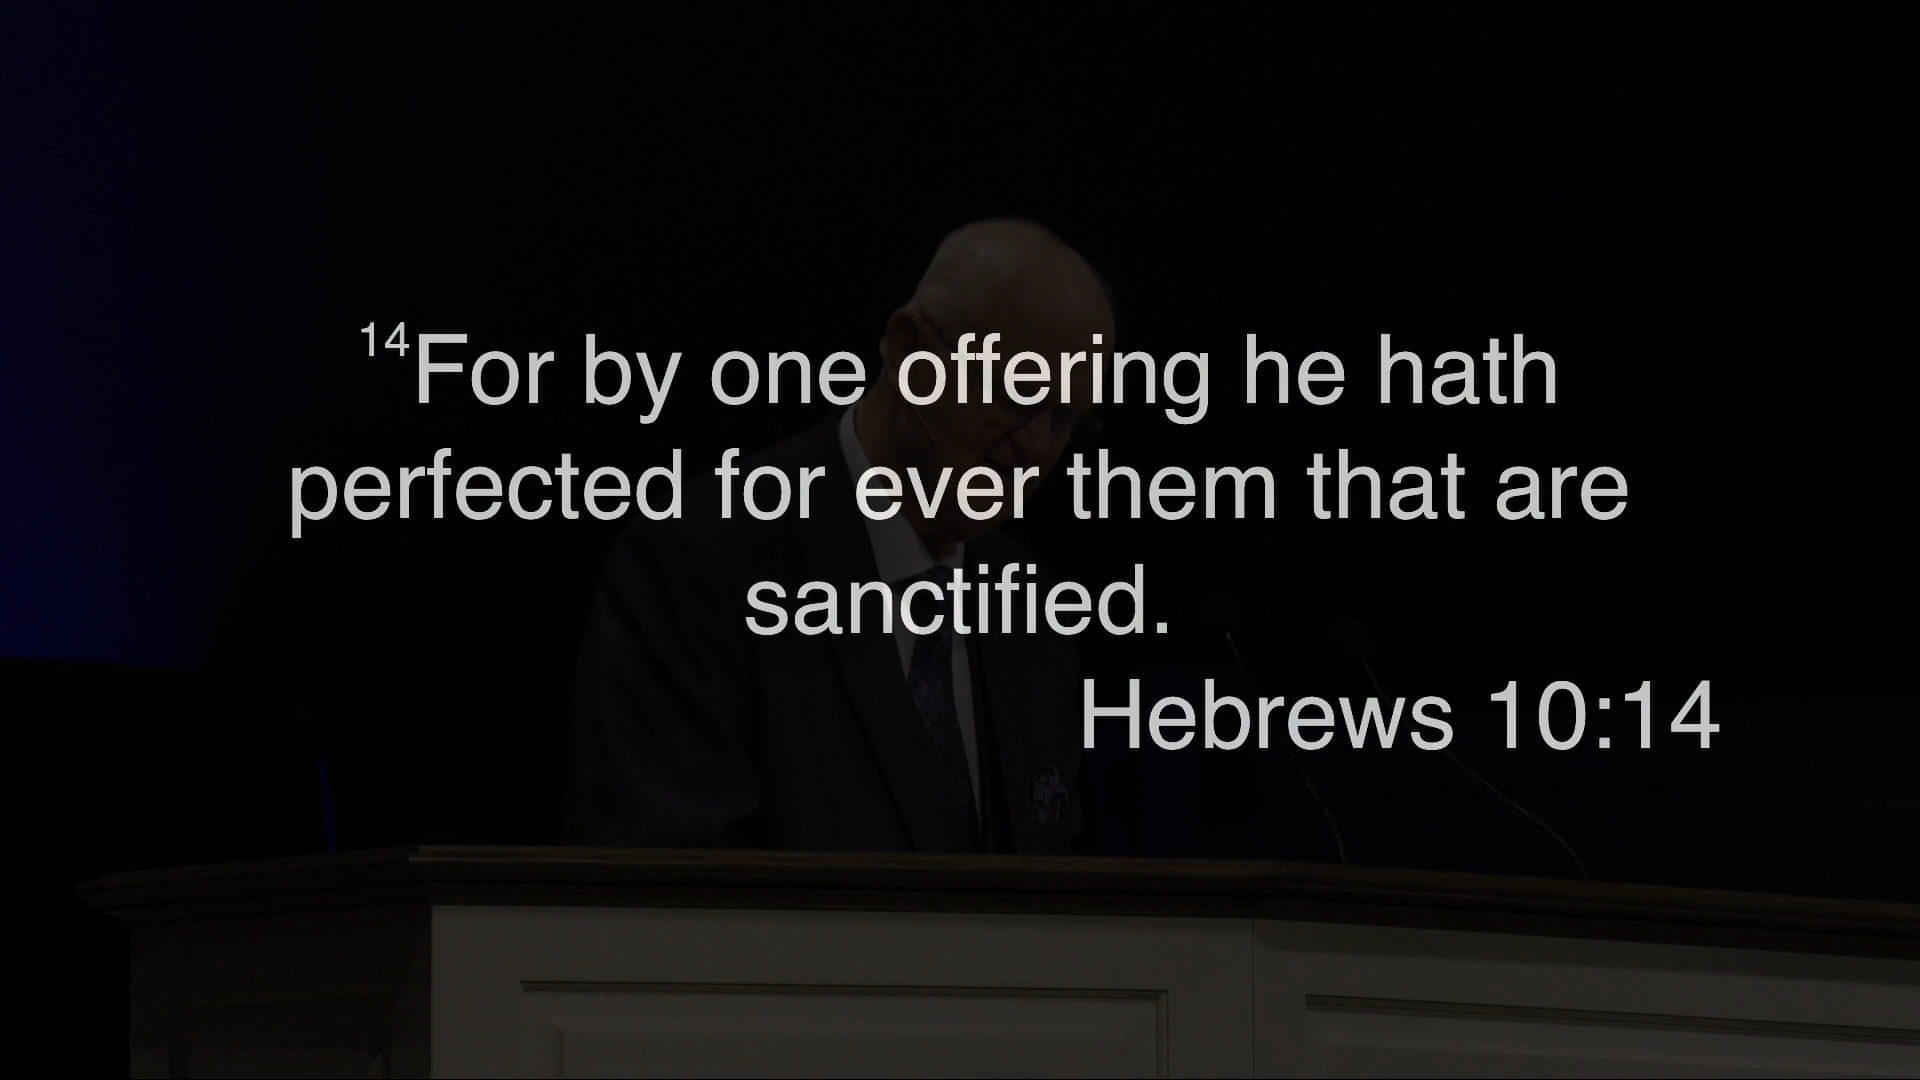 14For by one offering he hath
perfected for ever them that are
sanctified.
Hebrews 10:14